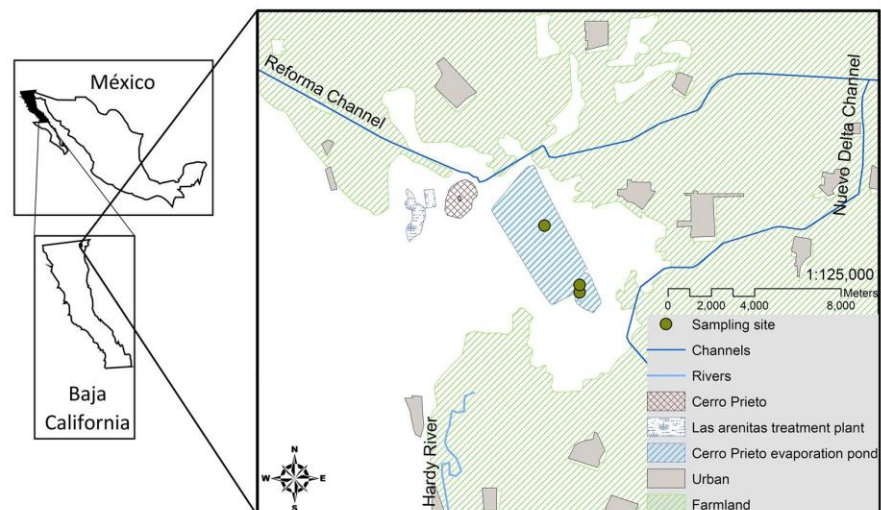 México
Baja
California
Reforma Channel
Nuevo Delta Channel
Hardy River
N
W
E
S
1:125,000
Meters
0 2,000 4,000 8,000
Sampling site
Channels
Rivers
Cerro Prieto
Las arenitas treatment plant
Cerro Prieto evaporation pond
Urban
Farmland